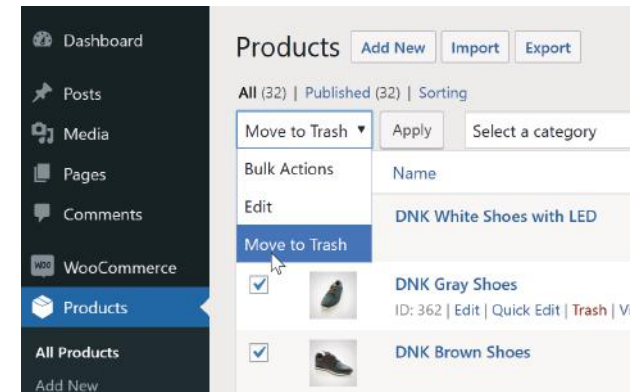 Dashboard
Posts
Media
Pages
Comments
WooCommerce
Products
All Products
Add New
Products Add New Import Export
All (32) | Published (32) | Sorting
Move to Trash Apply Select a category
Bulk Actions
Edit
Move to Trash
Name
DNK White Shoes with LED
DNK Gray Shoes
ID: 362 | Edit | Quick Edit | Trash |
DNK Brown Shoes